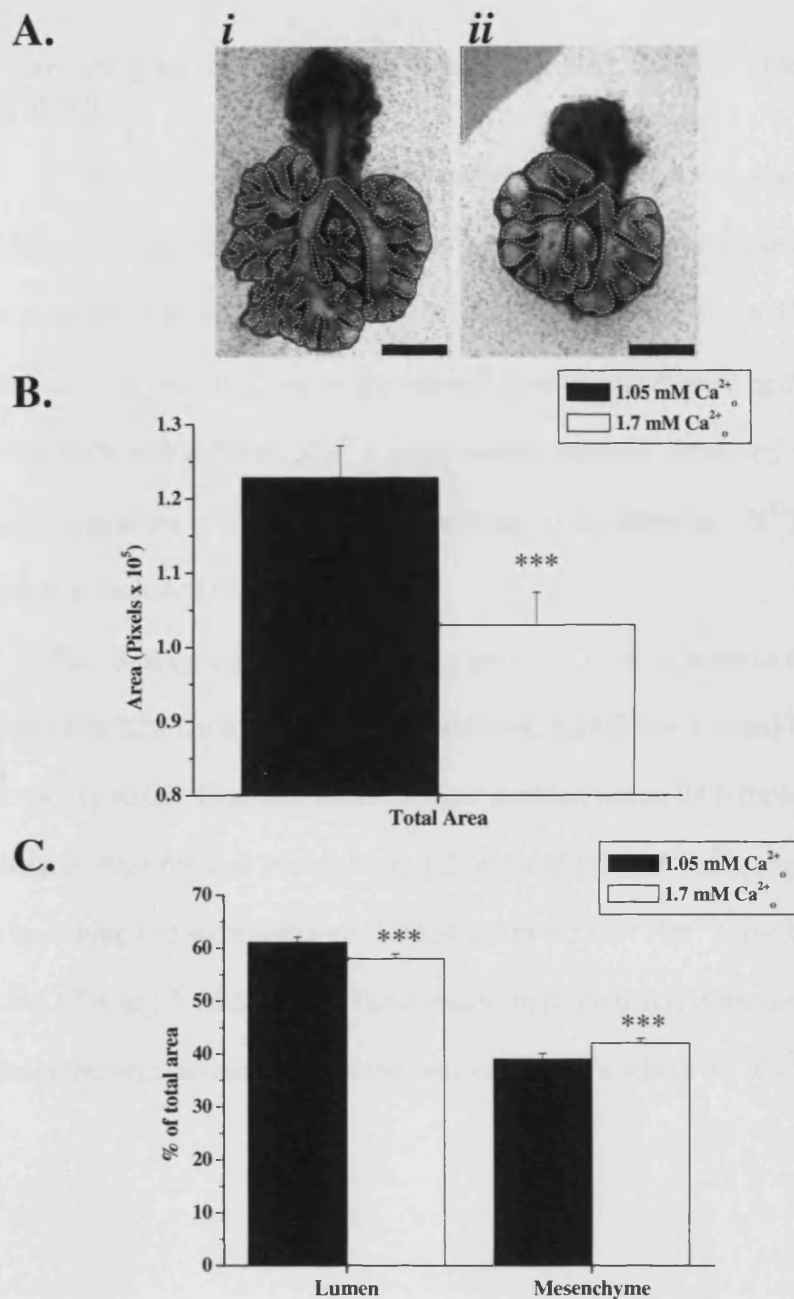 A.
i
ii
B.
1.05 mM Ca²⁺ₒ
1.7 mM Ca²⁺ₒ
1.3
1.2
1.1
1.0
0.9
0.8
Area (Pixels x 10⁵)
***
Total Area
C.
1.05 mM Ca²⁺ₒ
1.7 mM Ca²⁺ₒ
70
60
50
40
30
20
10
0
% of total area
***
***
Lumen
Mesenchyme